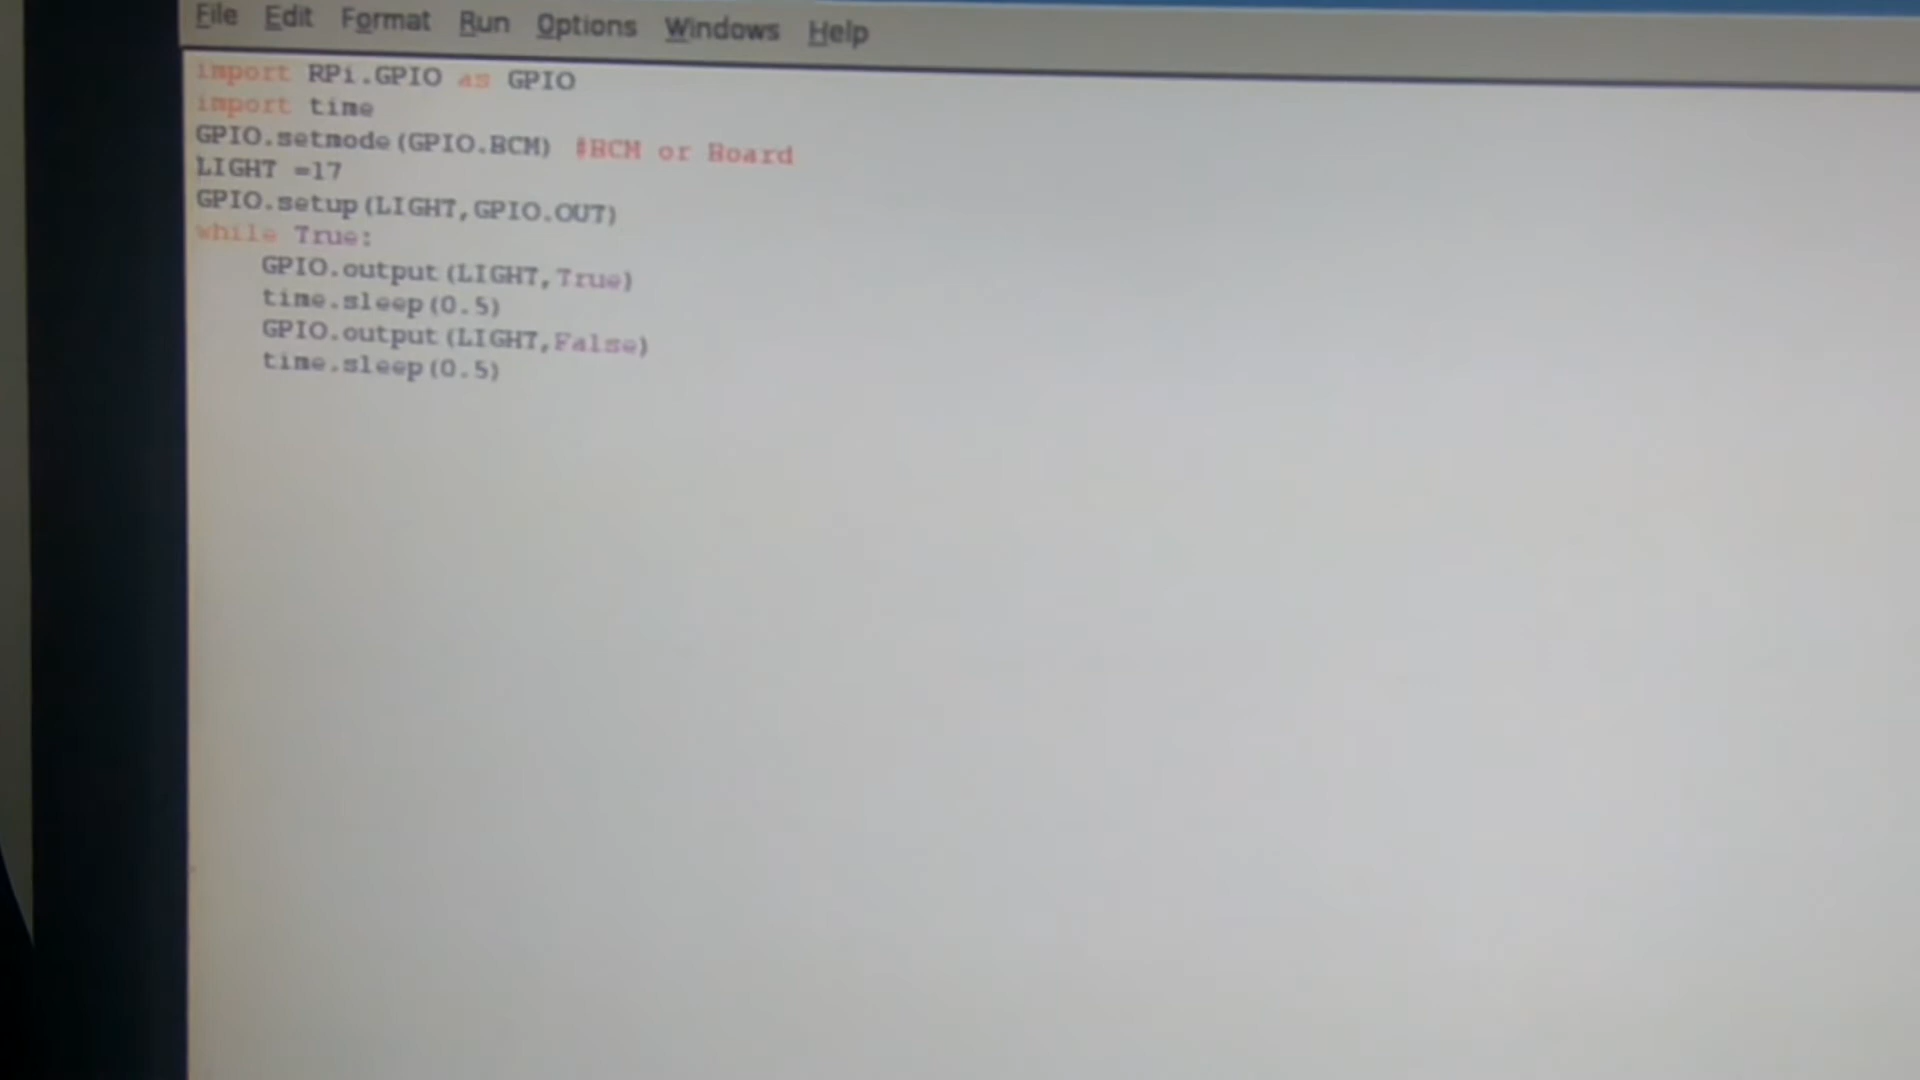 File Edit Format Run Options Windows Help
import RPi.GPIO as GPIO
import time
GPIO.setmode(GPIO.BCM) #BCM or Board
LIGHT =17
GPIO.setup(LIGHT,GPIO.OUT)
while True:
    GPIO.output(LIGHT,True)
    time.sleep(0.5)
    GPIO.output(LIGHT,False)
    time.sleep(0.5)